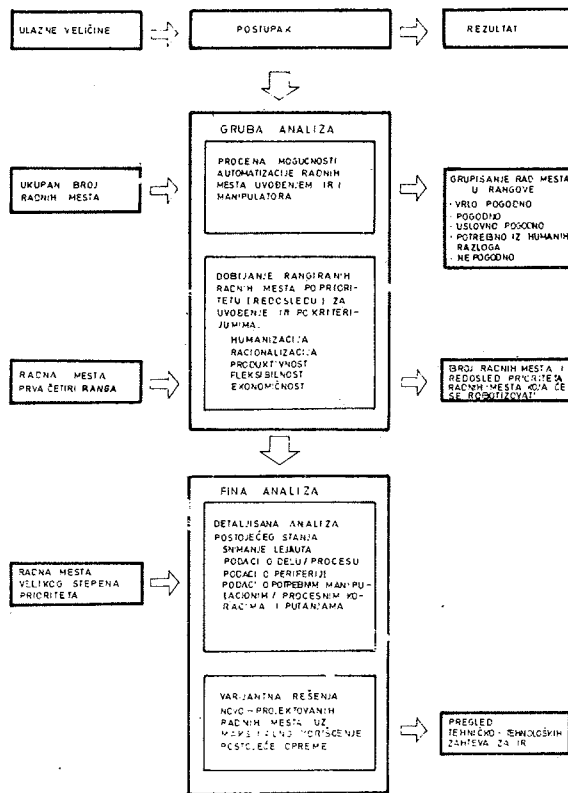 ULAZNE VELIČINE
POSTUPAK
REZULTAT
GRUBA ANALIZA
PROCENA MOGUĆNOSTI
AUTOMATIZACIJE RADNIH
MESTA UVOĐENJEM IR I
MANIPULATORA
UKUPAN BROJ
RADNIH MESTA
GRUPISANJE RAD MESTA
U RANGOVE
- VRLO POGODNO
- POGODNO
- USLOVNO POGODNO
- POTREBNO IZ HUMANIH
RAZLOGA
- NEPOGODNO
DOBIJANJE RANGIRANIH
RADNIH MESTA PO PRIORI-
TETU (REDOSLEDU) ZA
UVOĐENJE IR PO KRITERI-
JUMIMA.
HUMANIZACIJA
RACIONALIZACIJA
PRODUKTIVNOST
FLEKSIBILNOST
EKONOMIČNOST
RADNA MESTA
PRVA ČETIRI RANGA
BROJ RADNIH MESTA I
REDOSLED PRIORITETA
RADNIH MESTA KOJA ĆE
SE ROBOTIZOVATI
FINA ANALIZA
DETALJISANA ANALIZA
POSTOJEĆEG STANJA
SNIMANJE LEJAUTA
PODACI O DELU / PROCESU
PODACI O PERIFERIJI
PODACI O POTREBNIM MANIPU-
LACIONIM / PROCESNIM KO-
RACIMA I PUTANJAMA
RADNA MESTA
VELIKOG STEPENA
PRIORITETA
VARIJANTNA REŠENJA
NOVO-PROJEKTOVANIH
RADNIH MESTA UZ
MAKSIMALNO KORIŠĆENJE
POSTOJEĆE OPREME
PREGLED
TEHNIČKO-TEHNOLOŠKIH
ZAHTEVA ZA IR